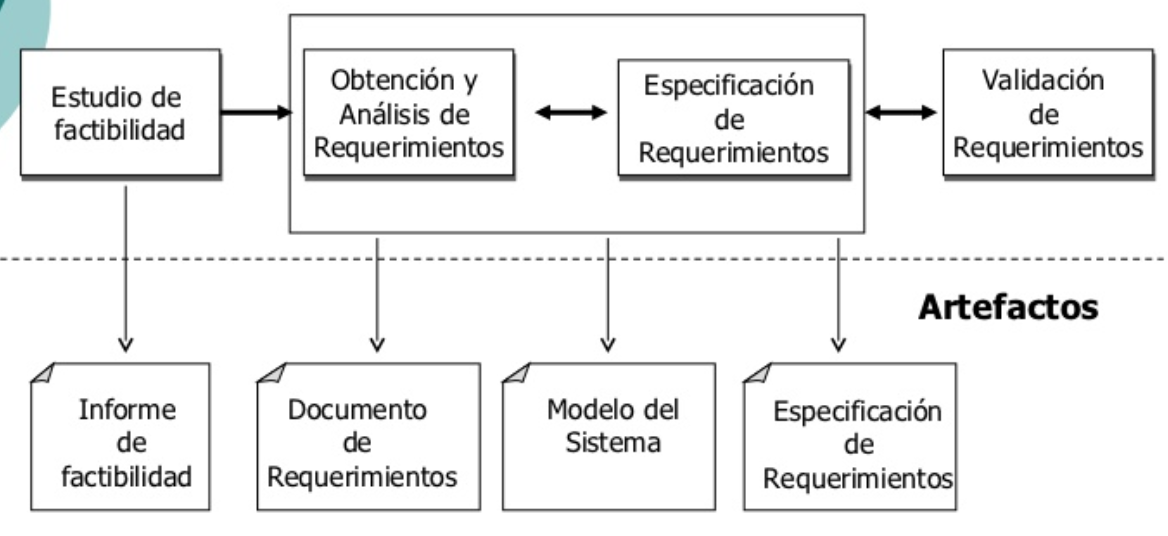 Estudio de
factibilidad
Obtención y
Análisis de
Requerimientos
Especificación
de
Requerimientos
Validación
de
Requerimientos
Artefactos
Informe
de
factibilidad
Documento
de
Requerimientos
Modelo del
Sistema
Especificación
de
Requerimientos